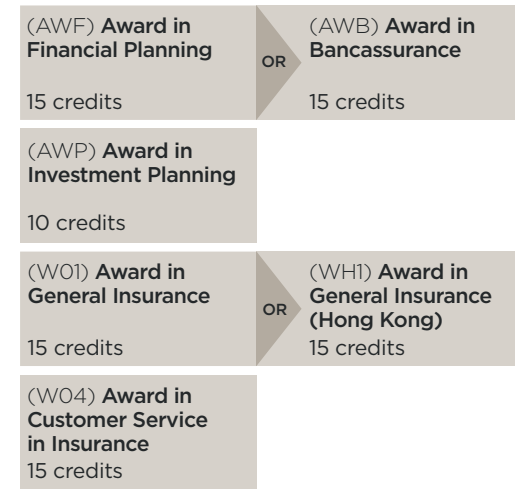 (AWF) Award in
Financial Planning
15 credits
OR
(AWB) Award in
Bancassurance
15 credits
(AWP) Award in
Investment Planning
10 credits
(W01) Award in
General Insurance
15 credits
OR
(WH1) Award in
General Insurance
(Hong Kong)
15 credits
(W04) Award in
Customer Service
in Insurance
15 credits